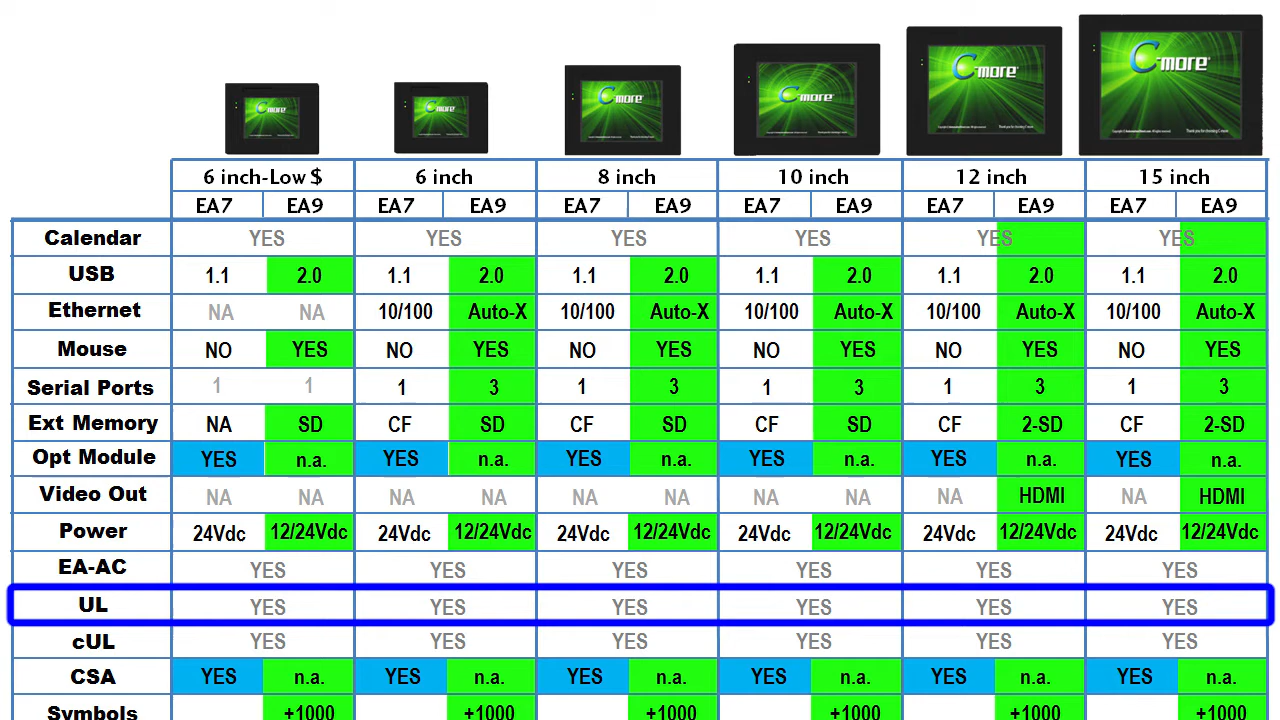 C-more
C-more
C-more
C-more
C-more
C-more
Thank you for choosing C-more
6 inch-Low $ 6 inch 8 inch 10 inch 12 inch 15 inch
EA7 EA9 EA7 EA9 EA7 EA9 EA7 EA9 EA7 EA9 EA7 EA9
Calendar YES YES YES YES YES YES
USB 1.1 2.0 1.1 2.0 1.1 2.0 1.1 2.0 1.1 2.0 1.1 2.0
Ethernet NA NA 10/100 Auto-X 10/100 Auto-X 10/100 Auto-X 10/100 Auto-X 10/100 Auto-X
Mouse NO YES NO YES NO YES NO YES NO YES NO YES
Serial Ports 1 1 1 3 1 3 1 3 1 3 1 3
Ext Memory NA SD CF SD CF SD CF SD CF 2-SD CF 2-SD
Opt Module YES n.a. YES n.a. YES n.a. YES n.a. YES n.a. YES n.a.
Video Out NA NA NA NA NA NA NA NA NA HDMI NA HDMI
Power 24Vdc 12/24Vdc 24Vdc 12/24Vdc 24Vdc 12/24Vdc 24Vdc 12/24Vdc 24Vdc 12/24Vdc 24Vdc 12/24Vdc
EA-AC YES YES YES YES YES YES
UL YES YES YES YES YES YES
cUL YES YES YES YES YES YES
CSA YES n.a. YES n.a. YES n.a. YES n.a. YES n.a. YES n.a.
Symbols +1000 +1000 +1000 +1000 +1000 +1000